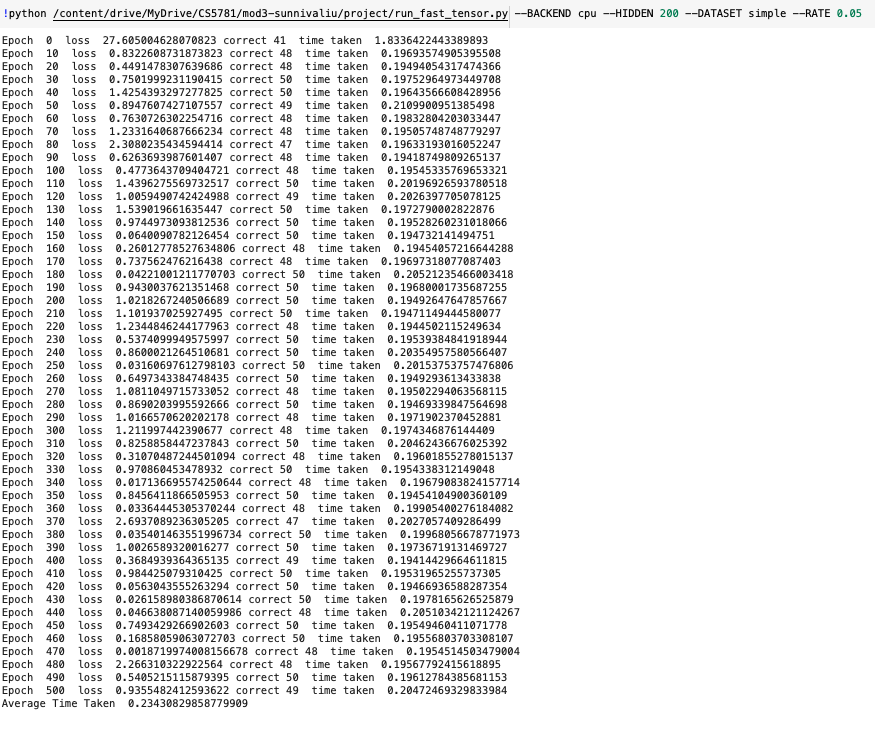 !python /content/drive/MyDrive/CS5781/mod3-sunnivaliu/project/run_fast_tensor.py --BACKEND cpu --HIDDEN 200 --DATASET simple --RATE 0.05
Epoch 0 loss 27.605004628070823 correct 41 time taken 1.8336422443389893
Epoch 10 loss 0.8322608731873823 correct 48 time taken 0.19693574905395508
Epoch 20 loss 0.4491478307639686 correct 48 time taken 0.19494054317474366
Epoch 30 loss 0.7501999231190415 correct 50 time taken 0.19752964973449708
Epoch 40 loss 1.4254393297277825 correct 50 time taken 0.19643566608428956
Epoch 50 loss 0.8947607427107557 correct 49 time taken 0.2109900951385498
Epoch 60 loss 0.7630726302254716 correct 48 time taken 0.19832804203033447
Epoch 70 loss 1.2331640687666234 correct 48 time taken 0.19505748748779297
Epoch 80 loss 2.3080235434594414 correct 47 time taken 0.19633193016052247
Epoch 90 loss 0.6263693987601407 correct 48 time taken 0.19418749809265137
Epoch 100 loss 0.4773643709404721 correct 48 time taken 0.19545335769653321
Epoch 110 loss 1.4396275569732517 correct 50 time taken 0.20196926593780518
Epoch 120 loss 1.0059490742424988 correct 49 time taken 0.2026397705078125
Epoch 130 loss 1.539019661635447 correct 50 time taken 0.1972790002822876
Epoch 140 loss 0.9744973093812536 correct 50 time taken 0.19528260231018066
Epoch 150 loss 0.0640090782126454 correct 50 time taken 0.194732141494751
Epoch 160 loss 0.26012778527634806 correct 48 time taken 0.19454057216644288
Epoch 170 loss 0.737562476216438 correct 48 time taken 0.19697318077087403
Epoch 180 loss 0.04221001211770703 correct 50 time taken 0.20521235466003418
Epoch 190 loss 0.9430037621351468 correct 50 time taken 0.19680001735687255
Epoch 200 loss 1.0218267240506689 correct 50 time taken 0.19492647647857667
Epoch 210 loss 1.101937025927495 correct 50 time taken 0.19471149444580077
Epoch 220 loss 1.2344846244177963 correct 48 time taken 0.1944502115249634
Epoch 230 loss 0.5374099949575997 correct 50 time taken 0.19539384841918944
Epoch 240 loss 0.8600021264510681 correct 50 time taken 0.20354957580566407
Epoch 250 loss 0.03160697612798103 correct 50 time taken 0.20153753757476806
Epoch 260 loss 0.6497343384748435 correct 50 time taken 0.1949293613433838
Epoch 270 loss 1.0811049715733052 correct 48 time taken 0.19502294063568115
Epoch 280 loss 0.8690203995592666 correct 50 time taken 0.19469339847564698
Epoch 290 loss 1.0166570620202178 correct 48 time taken 0.1971902370452881
Epoch 300 loss 1.211997442390677 correct 48 time taken 0.1974346876144409
Epoch 310 loss 0.8258858447237843 correct 50 time taken 0.20462436676025392
Epoch 320 loss 0.31070487244501094 correct 48 time taken 0.19601855278015137
Epoch 330 loss 0.970860453478932 correct 50 time taken 0.1954338312149048
Epoch 340 loss 0.017136695574250644 correct 48 time taken 0.19679083824157714
Epoch 350 loss 0.8456411866505953 correct 50 time taken 0.19454104900360109
Epoch 360 loss 0.03364445305370244 correct 48 time taken 0.19905400276184082
Epoch 370 loss 2.6937089236305205 correct 47 time taken 0.2027057409286499
Epoch 380 loss 0.035401463551996734 correct 50 time taken 0.19968056678771973
Epoch 390 loss 1.0026589320016277 correct 50 time taken 0.19736719131469727
Epoch 400 loss 0.3684939364365135 correct 49 time taken 0.19414429664611815
Epoch 410 loss 0.984425079310425 correct 50 time taken 0.19531965255737305
Epoch 420 loss 0.0563043555263294 correct 50 time taken 0.19466936588287354
Epoch 430 loss 0.026158980386870614 correct 50 time taken 0.1978165626525879
Epoch 440 loss 0.046638087140059986 correct 48 time taken 0.20510342121124267
Epoch 450 loss 0.7493429266902603 correct 50 time taken 0.19549460411071778
Epoch 460 loss 0.16858059063072703 correct 50 time taken 0.19556803703308107
Epoch 470 loss 0.0018719974008156678 correct 48 time taken 0.1954514503479004
Epoch 480 loss 2.266310322922564 correct 48 time taken 0.19567792415618895
Epoch 490 loss 0.5405215115879395 correct 50 time taken 0.19612784385681153
Epoch 500 loss 0.9355482412593622 correct 49 time taken 0.20472469329833984
Average Time Taken 0.23430829858779909